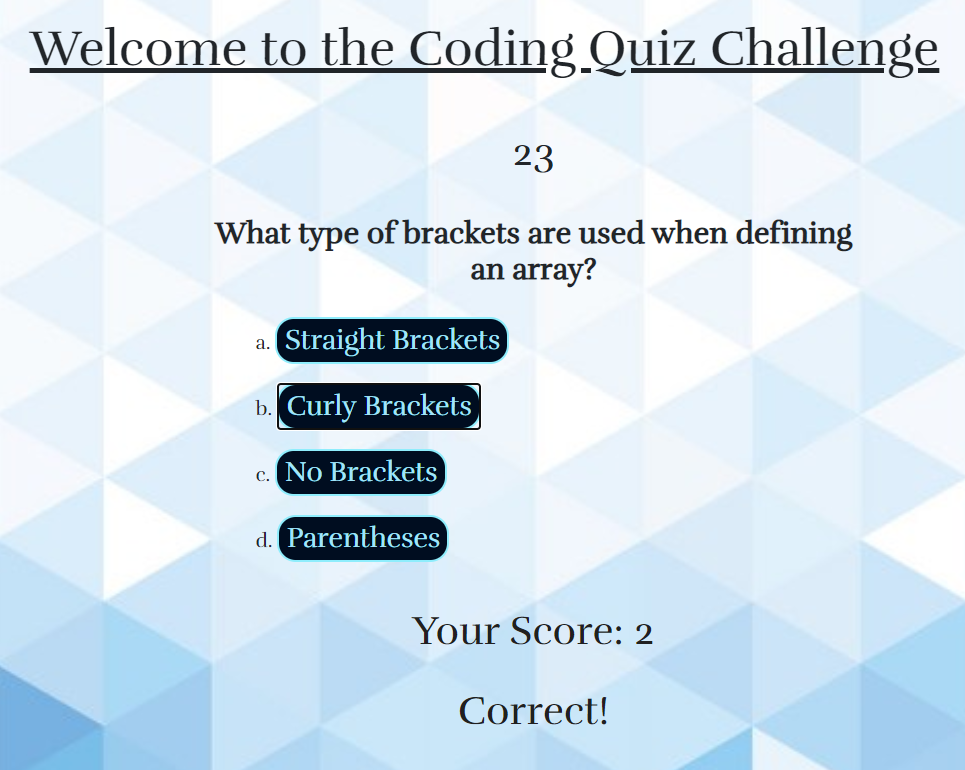 Welcome to the Coding Quiz Challenge
23
What type of brackets are used when defining
an array?
a. Straight Brackets
b. Curly Brackets
c. No Brackets
d. Parentheses
Your Score: 2
Correct!